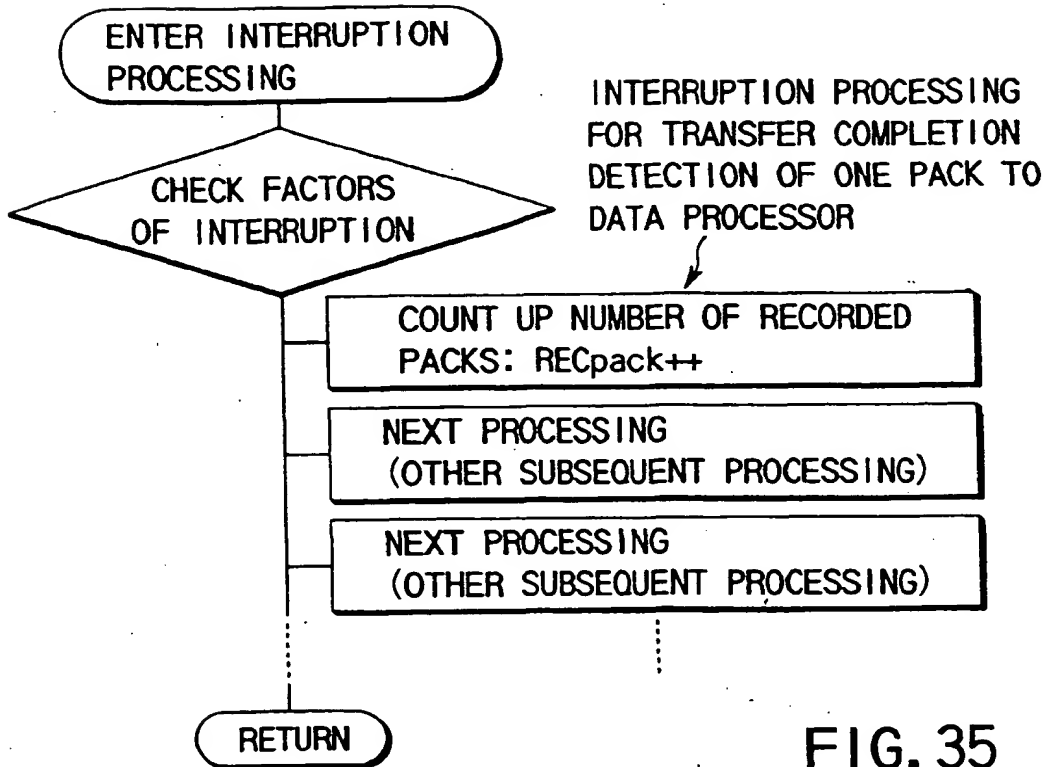 ENTER INTERRUPTION
PROCESSING
CHECK FACTORS
OF INTERRUPTION
INTERRUPTION PROCESSING
FOR TRANSFER COMPLETION
DETECTION OF ONE PACK TO
DATA PROCESSOR
COUNT UP NUMBER OF RECORDED
PACKS: RECpack++
NEXT PROCESSING
(OTHER SUBSEQUENT PROCESSING)
NEXT PROCESSING
(OTHER SUBSEQUENT PROCESSING)
RETURN
FIG. 35